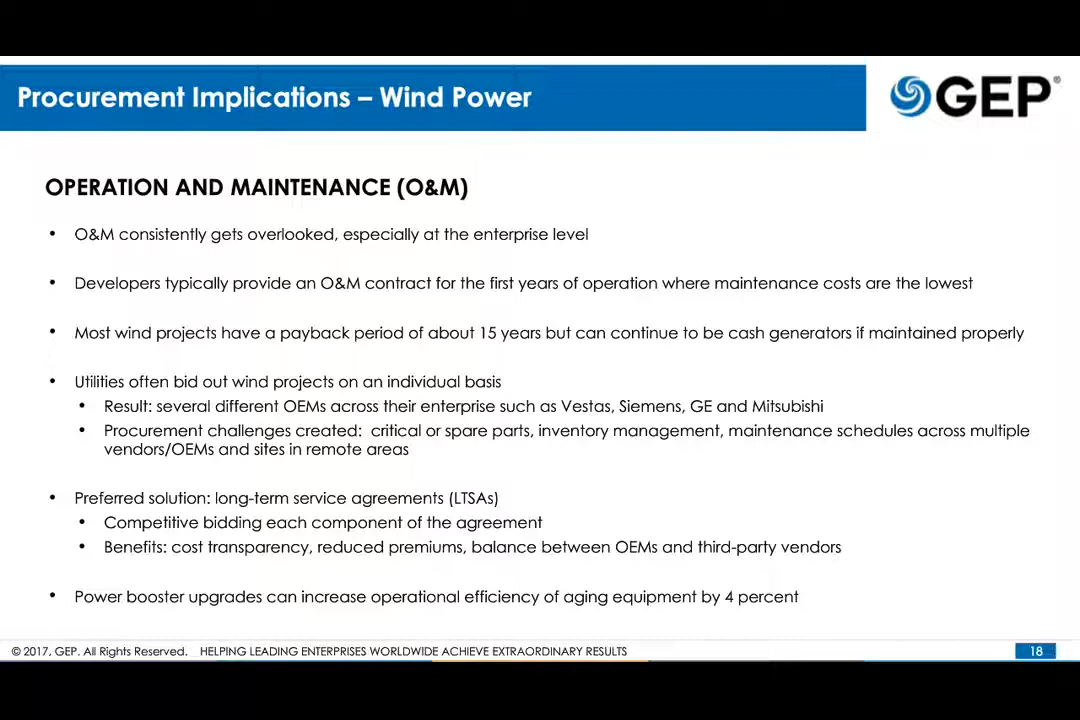 Procurement Implications – Wind Power
GEP®
OPERATION AND MAINTENANCE (O&M)
• O&M consistently gets overlooked, especially at the enterprise level
• Developers typically provide an O&M contract for the first years of operation where maintenance costs are the lowest
• Most wind projects have a payback period of about 15 years but can continue to be cash generators if maintained properly
• Utilities often bid out wind projects on an individual basis
• Result: several different OEMs across their enterprise such as Vestas, Siemens, GE and Mitsubishi
• Procurement challenges created: critical or spare parts, inventory management, maintenance schedules across multiple
vendors/OEMs and sites in remote areas
• Preferred solution: long-term service agreements (LTSAs)
• Competitive bidding each component of the agreement
• Benefits: cost transparency, reduced premiums, balance between OEMs and third-party vendors
• Power booster upgrades can increase operational efficiency of aging equipment by 4 percent
© 2017, GEP. All Rights Reserved. HELPING LEADING ENTERPRISES WORLDWIDE ACHIEVE EXTRAORDINARY RESULTS
18